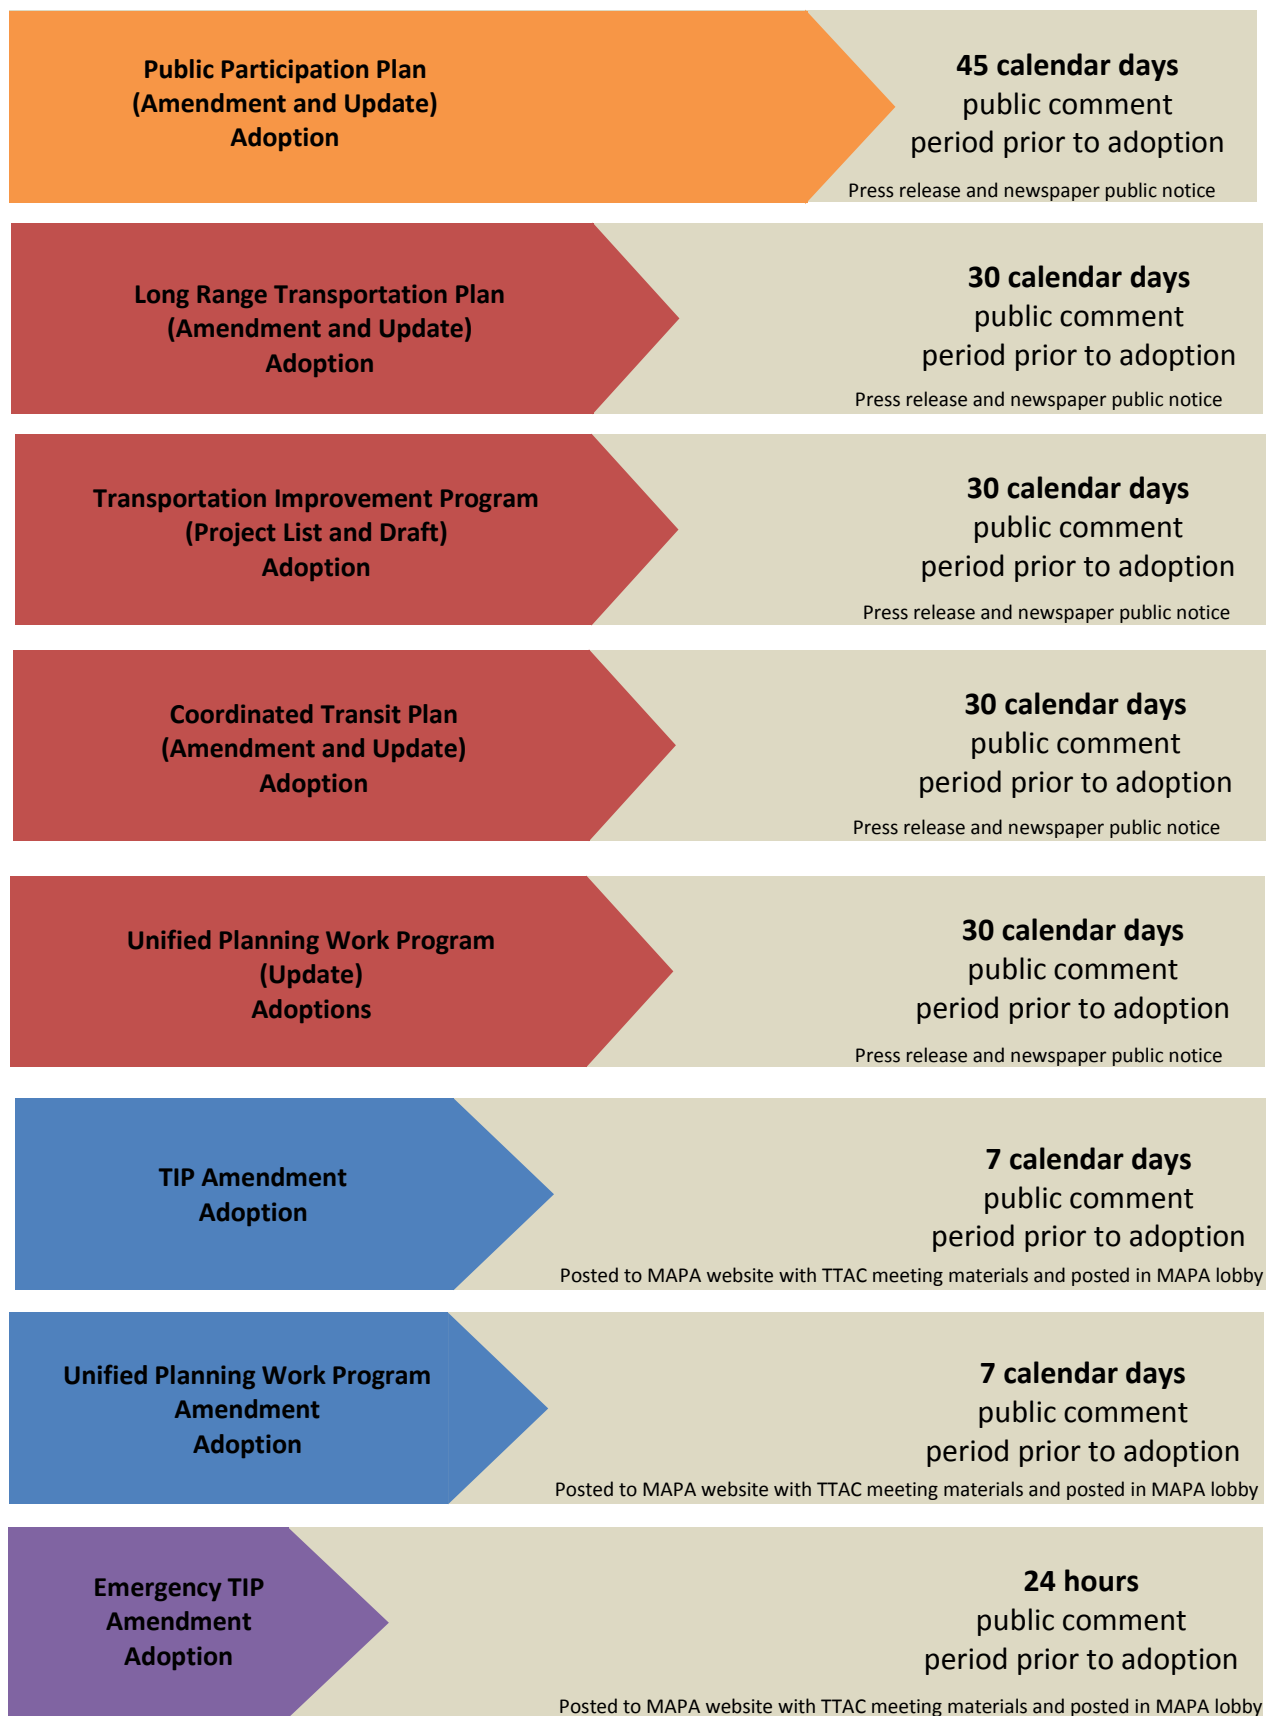 Public Participation Plan
(Amendment and Update)
Adoption
45 calendar days
public comment
period prior to adoption
Press release and newspaper public notice
Long Range Transportation Plan
(Amendment and Update)
Adoption
30 calendar days
public comment
period prior to adoption
Press release and newspaper public notice
Transportation Improvement Program
(Project List and Draft)
Adoption
30 calendar days
public comment
period prior to adoption
Press release and newspaper public notice
Coordinated Transit Plan
(Amendment and Update)
Adoption
30 calendar days
public comment
period prior to adoption
Press release and newspaper public notice
Unified Planning Work Program
(Update)
Adoptions
30 calendar days
public comment
period prior to adoption
Press release and newspaper public notice
TIP Amendment
Adoption
7 calendar days
public comment
period prior to adoption
Posted to MAPA website with TTAC meeting materials and posted in MAPA lobby
Unified Planning Work Program
Amendment
Adoption
7 calendar days
public comment
period prior to adoption
Posted to MAPA website with TTAC meeting materials and posted in MAPA lobby
Emergency TIP
Amendment
Adoption
24 hours
public comment
period prior to adoption
Posted to MAPA website with TTAC meeting materials and posted in MAPA lobby